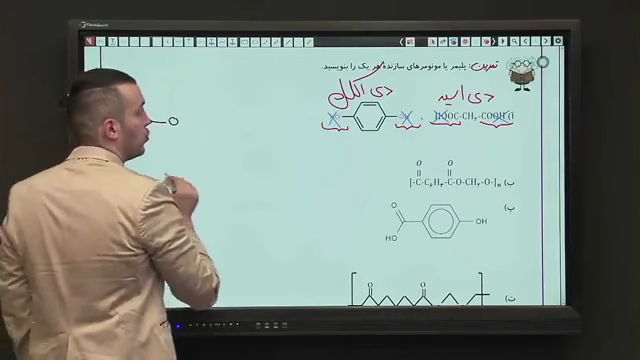 تمرین: پلیمر یا مونومرهای سازنده هر یک را بنویسید.
دی اسید
دی الکل
HOOC-CH₂-COOH
O
O O
[-C-C₆H₄-C-O-CH₂-O-]ₙ
ب)
پ)
O
OH
HO
ت)
O O